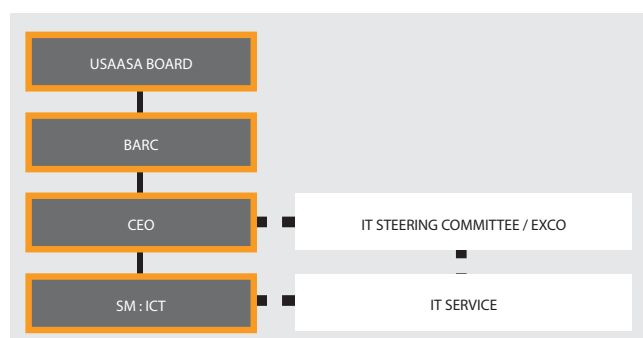 USAASA BOARD
BARC
CEO
IT STEERING COMMITTEE / EXCO
SM : ICT
IT SERVICE